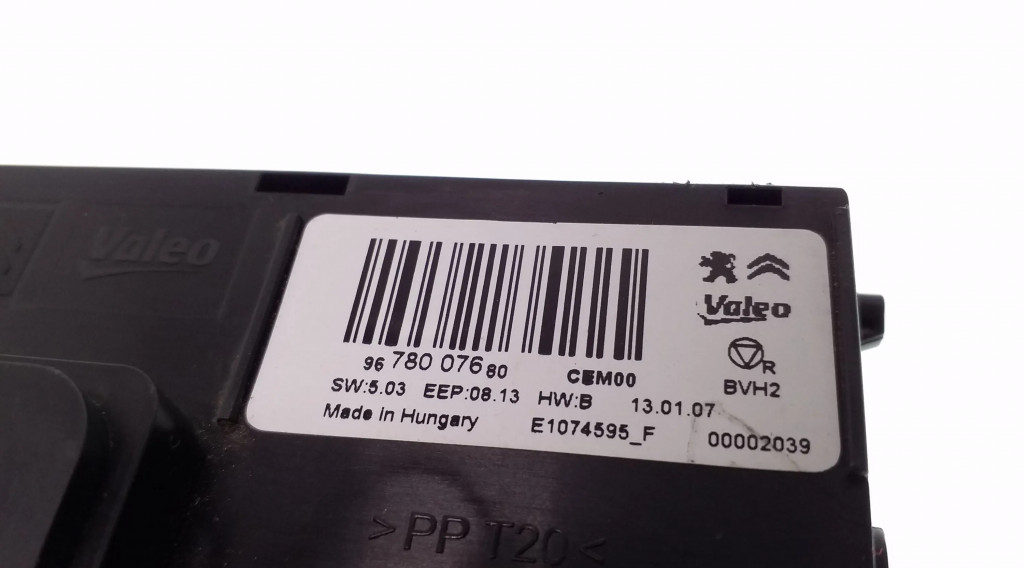 Valeo
Valeo
R
96 780 076 80 CEM00
BVH2
SW:5.03 EEP:08.13 HW:B 13.01.07
Made in Hungary E1074595_F 00002039
>PP T20<